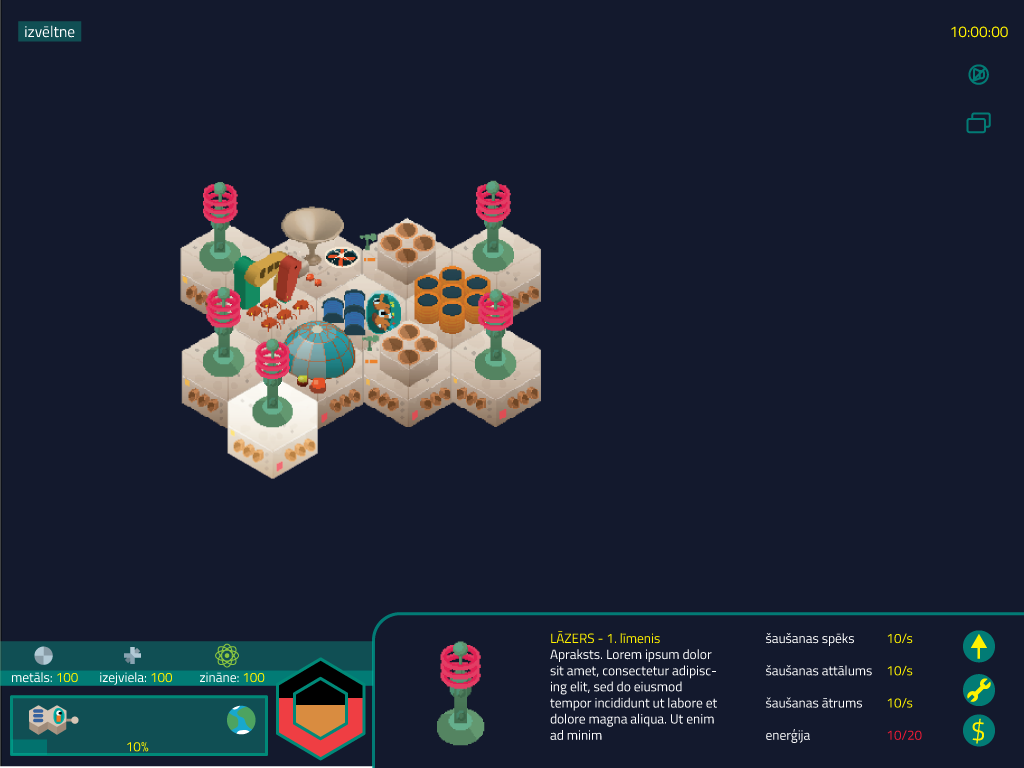 izvēltne
10:00:00
metāls: 100
izejviela: 100
zināne: 100
10%
LĀZERS - 1. līmenis
Apraksts. Lorem ipsum dolor
sit amet, consectetur adipisc-
ing elit, sed do eiusmod
tempor incididunt ut labore et
dolore magna aliqua. Ut enim
ad minim
šaušanas spēks 10/s
šaušanas attālums 10/s
šaušanas ātrums 10/s
enerģija 10/20
$